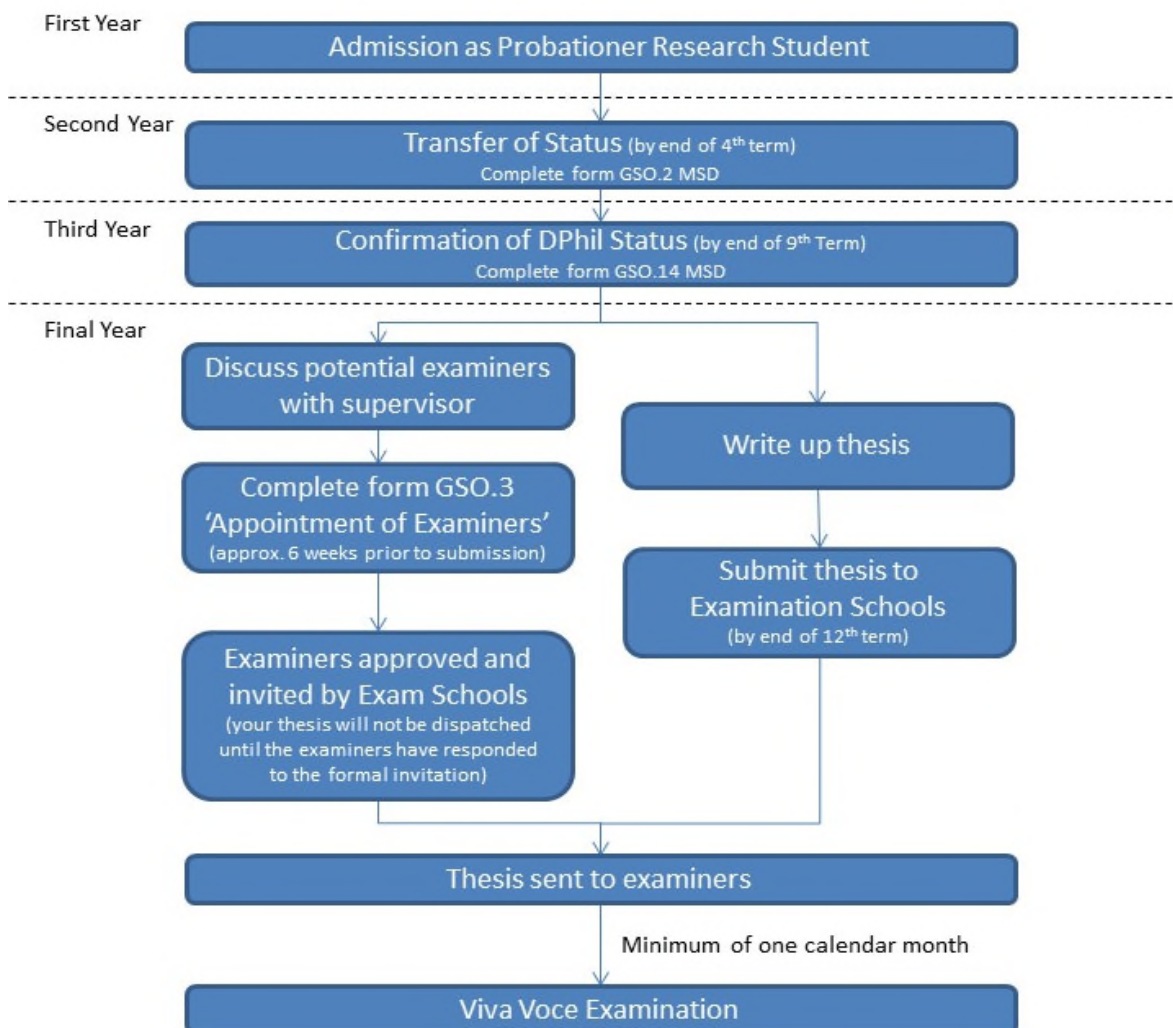 First Year
Admission as Probationer Research Student
Second Year
Transfer of Status (by end of 4th term)
Complete form GSO.2 MSD
Third Year
Confirmation of DPhil Status (by end of 9th Term)
Complete form GSO.14 MSD
Final Year
Discuss potential examiners
with supervisor
Complete form GSO.3
‘Appointment of Examiners’
(approx. 6 weeks prior to submission)
Examiners approved and
invited by Exam Schools
(your thesis will not be dispatched
until the examiners have responded
to the formal invitation)
Write up thesis
Submit thesis to
Examination Schools
(by end of 12th term)
Thesis sent to examiners
Minimum of one calendar month
Viva Voce Examination